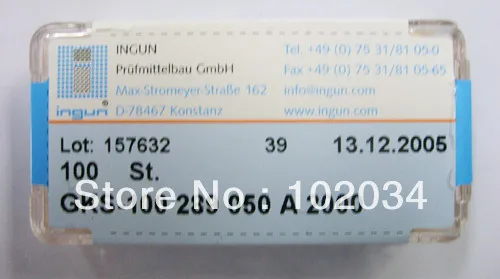 INGUN
Prüfmittelbau GmbH
Max-Stromeyer-Straße 162
D-78467 Konstanz
Tel. +49 (0) 75 31/81 05-0
Fax +49 (0) 75 31/81 05-65
info@ingun.com
www.ingun.com
ingun®
Lot: 157632 39 13.12.2005
100 St.
Store No: 102034
A